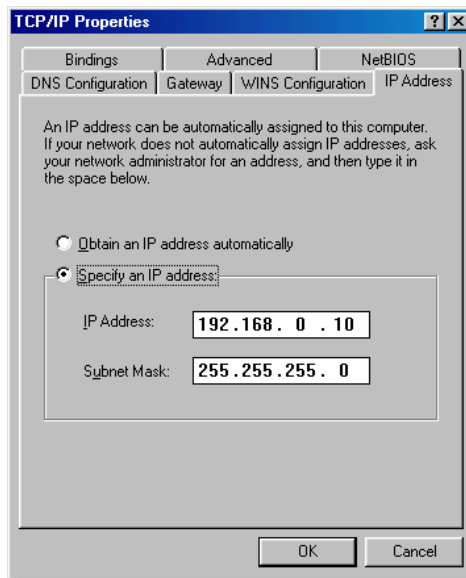 TCP/IP Properties
Bindings Advanced NetBIOS
DNS Configuration Gateway WINS Configuration IP Address
An IP address can be automatically assigned to this computer.
If your network does not automatically assign IP addresses, ask
your network administrator for an address, and then type it in
the space below.
Obtain an IP address automatically
Specify an IP address:
IP Address: 192.168. 0 .10
Subnet Mask: 255.255.255. 0
OK Cancel